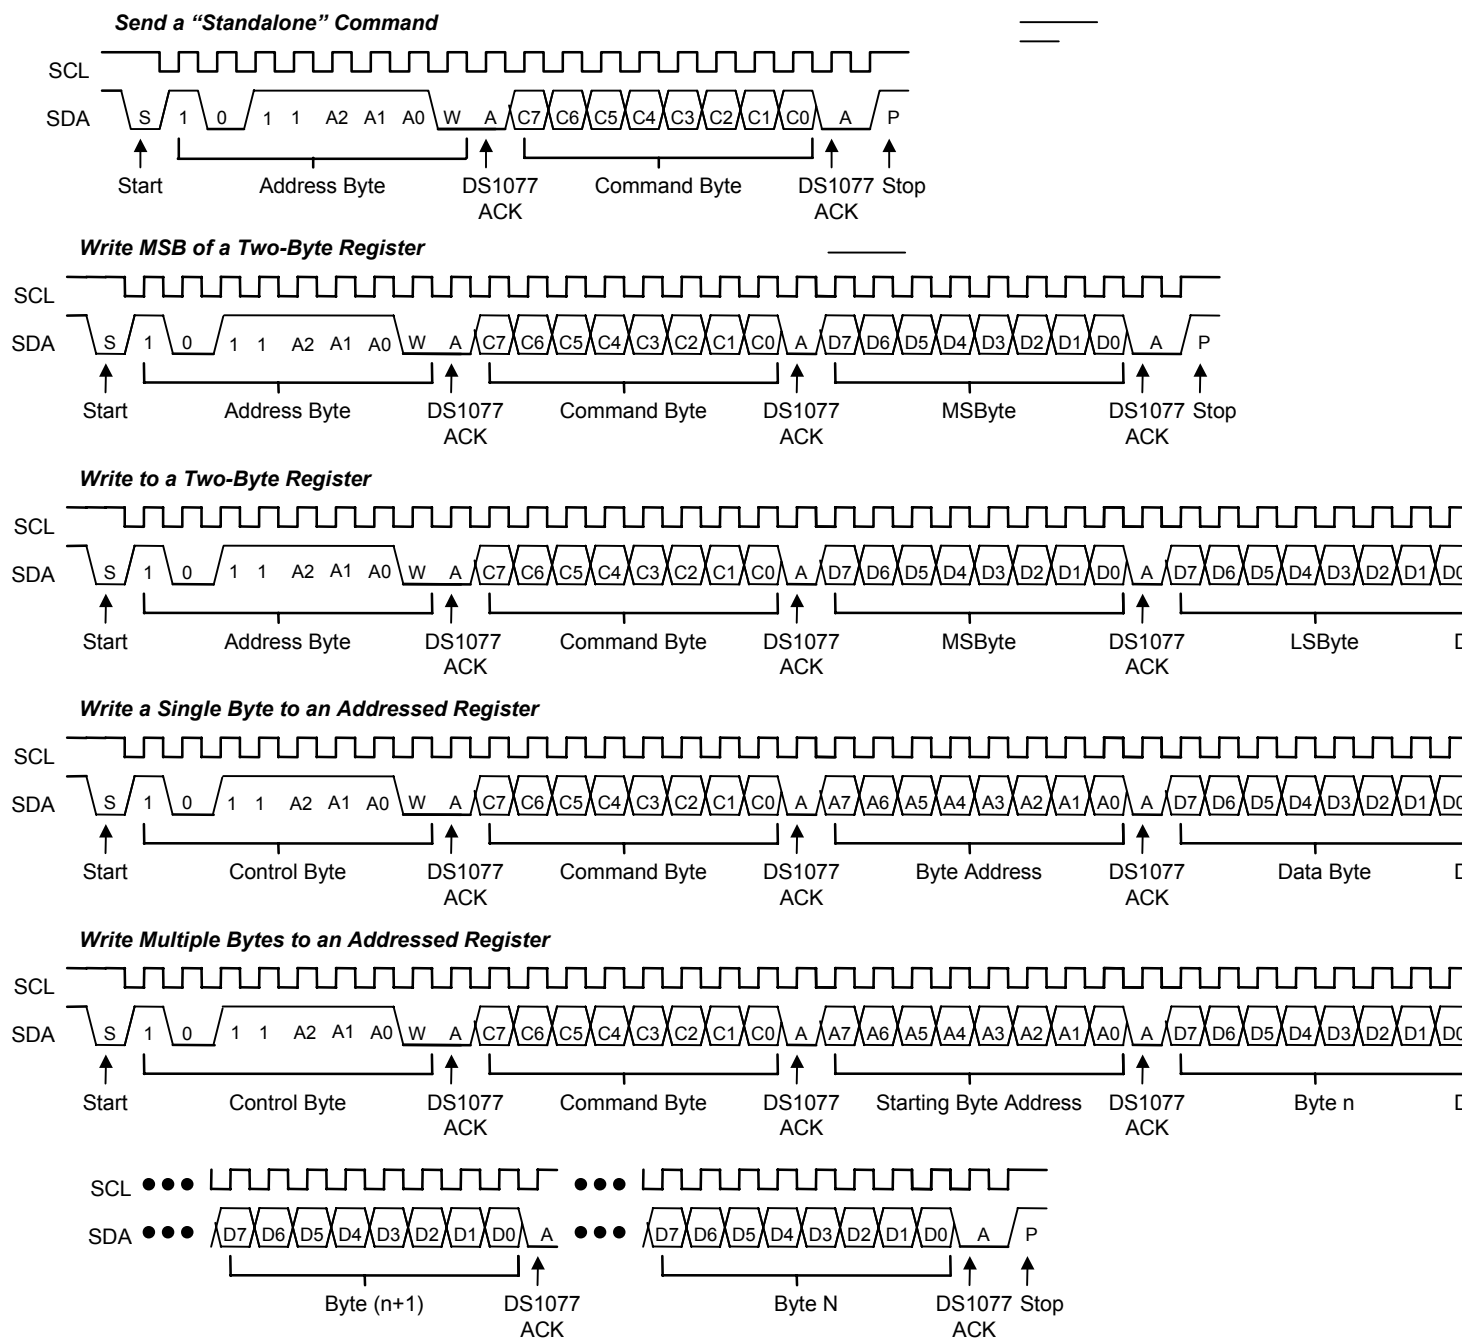 Send a “Standalone” Command
SCL
SDA S 1 0 1 1 A2 A1 A0 W A C7 C6 C5 C4 C3 C2 C1 C0 A P
Start Address Byte DS1077 ACK Command Byte DS1077 ACK Stop
Write MSB of a Two-Byte Register
SCL
SDA S 1 0 1 1 A2 A1 A0 W A C7 C6 C5 C4 C3 C2 C1 C0 A D7 D6 D5 D4 D3 D2 D1 D0 A P
Start Address Byte DS1077 ACK Command Byte DS1077 ACK MSByte DS1077 ACK Stop
Write to a Two-Byte Register
SCL
SDA S 1 0 1 1 A2 A1 A0 W A C7 C6 C5 C4 C3 C2 C1 C0 A D7 D6 D5 D4 D3 D2 D1 D0 A D7 D6 D5 D4 D3 D2 D1 D0
Start Address Byte DS1077 ACK Command Byte DS1077 ACK MSByte DS1077 ACK LSByte D
Write a Single Byte to an Addressed Register
SCL
SDA S 1 0 1 1 A2 A1 A0 W A C7 C6 C5 C4 C3 C2 C1 C0 A A7 A6 A5 A4 A3 A2 A1 A0 A D7 D6 D5 D4 D3 D2 D1 D0
Start Control Byte DS1077 ACK Command Byte DS1077 ACK Byte Address DS1077 ACK Data Byte D
Write Multiple Bytes to an Addressed Register
SCL
SDA S 1 0 1 1 A2 A1 A0 W A C7 C6 C5 C4 C3 C2 C1 C0 A A7 A6 A5 A4 A3 A2 A1 A0 A D7 D6 D5 D4 D3 D2 D1 D0
Start Control Byte DS1077 ACK Command Byte DS1077 ACK Starting Byte Address DS1077 ACK Byte n D
SCL ●●● ●●●
SDA ●●● D7 D6 D5 D4 D3 D2 D1 D0 A ●●● D7 D6 D5 D4 D3 D2 D1 D0 A P
Byte (n+1) DS1077 ACK Byte N DS1077 ACK Stop